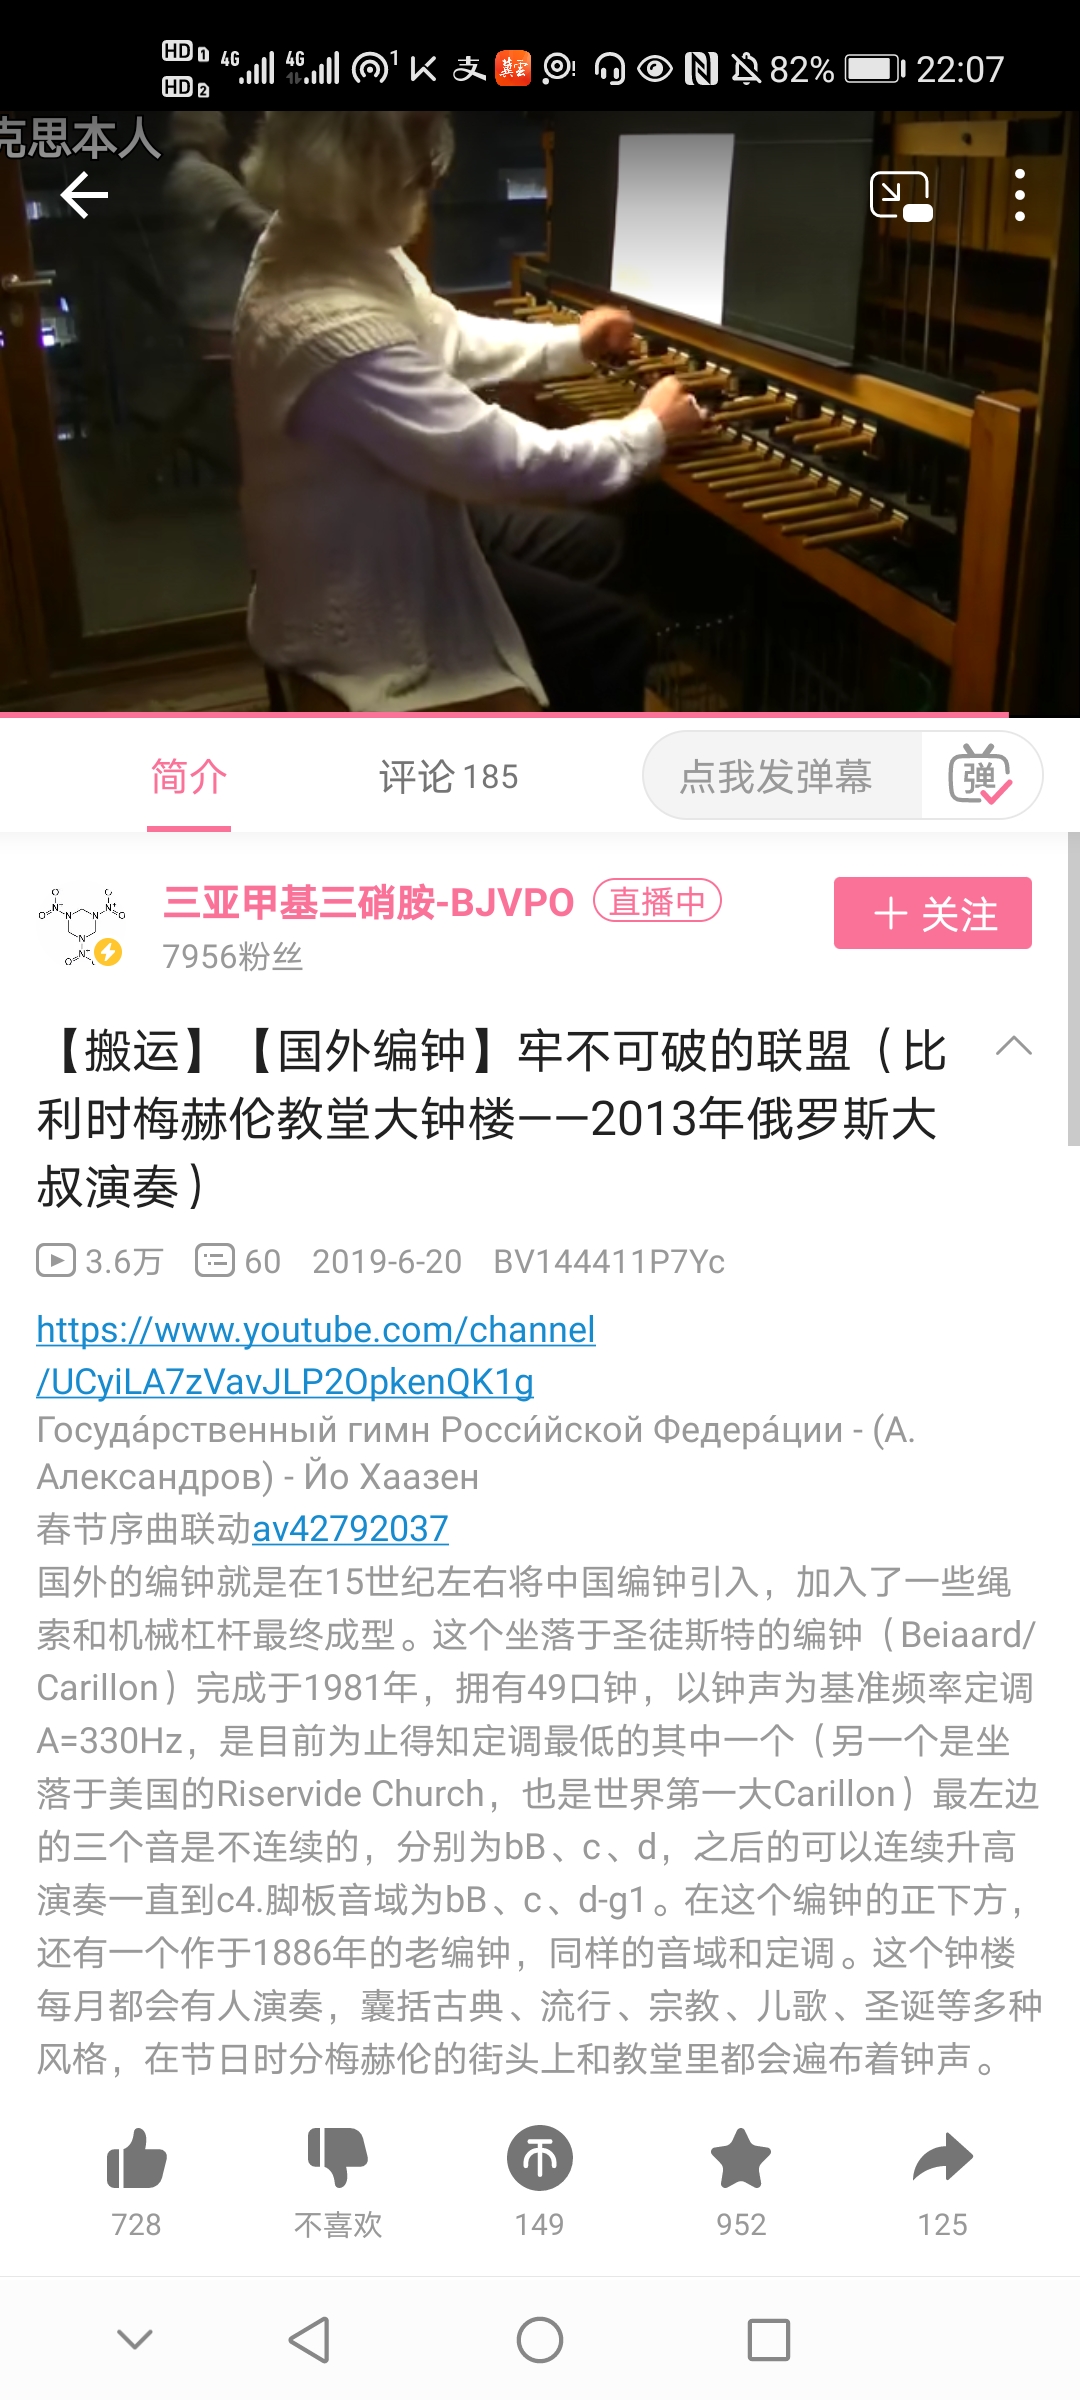 HD 1 4G 4G 1 支 冀云 82% 22:07
HD 2
克思本人
简介 评论 185 点我发弹幕 弹
三亚甲基三硝胺-BJVPO 直播中 + 关注
7956粉丝
【搬运】【国外编钟】牢不可破的联盟（比
利时梅赫伦教堂大钟楼——2013年俄罗斯大
叔演奏）
3.6万 60 2019-6-20 BV144411P7Yc
https://www.youtube.com/channel
/UCyiLA7zVavJLP2OpkenQK1g
Госуда́рственный гимн Росси́йской Федера́ции - (А.
Александров) - Йо Хаазен
春节序曲联动av42792037
国外的编钟就是在15世纪左右将中国编钟引入，加入了一些绳
索和机械杠杆最终成型。这个坐落于圣徒斯特的编钟（Beiaard/
Carillon）完成于1981年，拥有49口钟，以钟声为基准频率定调
A=330Hz，是目前为止得知定调最低的其中一个（另一个是坐
落于美国的Riservide Church，也是世界第一大Carillon）最左边
的三个音是不连续的，分别为bB、c、d，之后的可以连续升高
演奏一直到c4.脚板音域为bB、c、d-g1。在这个编钟的正下方，
还有一个作于1886年的老编钟，同样的音域和定调。这个钟楼
每月都会有人演奏，囊括古典、流行、宗教、儿歌、圣诞等多种
风格，在节日时分梅赫伦的街头上和教堂里都会遍布着钟声。
728 不喜欢 149 952 125